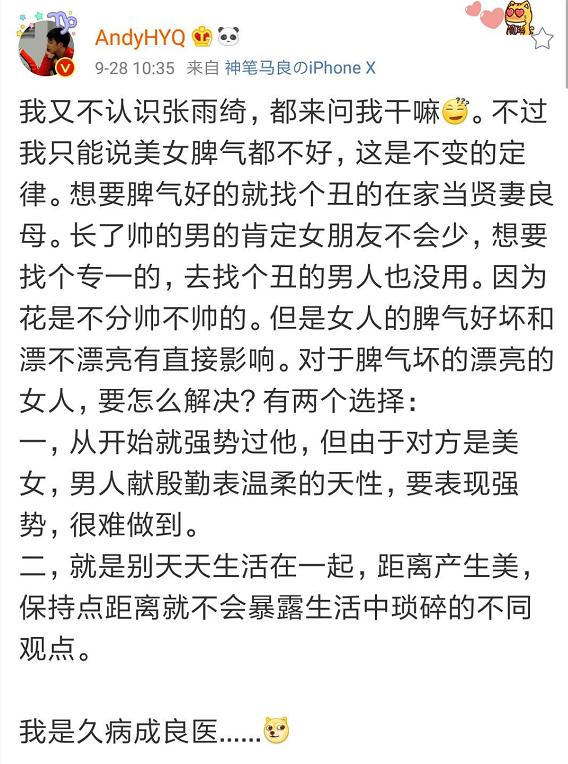 AndyHYQ
9-28 10:35 来自 神笔马良のiPhone X
我又不认识张雨绮，都来问我干嘛。不过
我只能说美女脾气都不好，这是不变的定
律。想要脾气好的就找个丑的在家当贤妻良
母。长了帅的男的肯定女朋友不会少，想要
找个专一的，去找个丑的男人也没用。因为
花是不分帅不帅的。但是女人的脾气好坏和
漂不漂亮有直接影响。对于脾气坏的漂亮的
女人，要怎么解决？有两个选择：
一，从开始就强势过他，但由于对方是美
女，男人献殷勤表温柔的天性，要表现强
势，很难做到。
二，就是别天天生活在一起，距离产生美，
保持点距离就不会暴露生活中琐碎的不同
观点。
我是久病成良医......